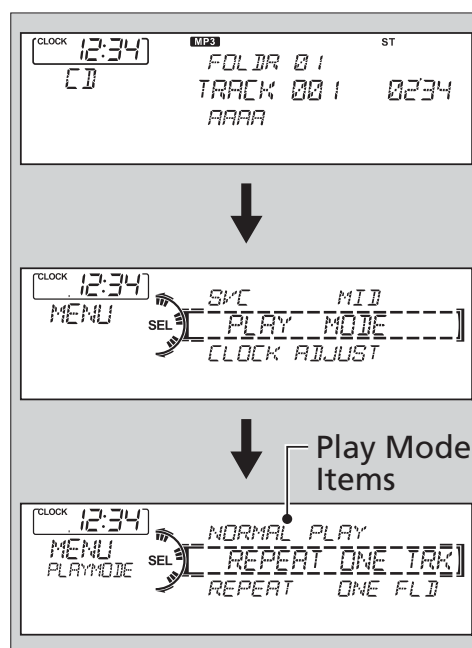 CLOCK 12:34 MP3 ST
CD FOLDR 01
TRACK 001 02'34
AAAA
CLOCK 12:34
MENU SEL SVC MID
PLAY MODE
CLOCK ADJUST
Play Mode
Items
CLOCK 12:34
MENU NORMAL PLAY
PLAYMODE SEL REPEAT ONE TRK
REPEAT ONE FLD